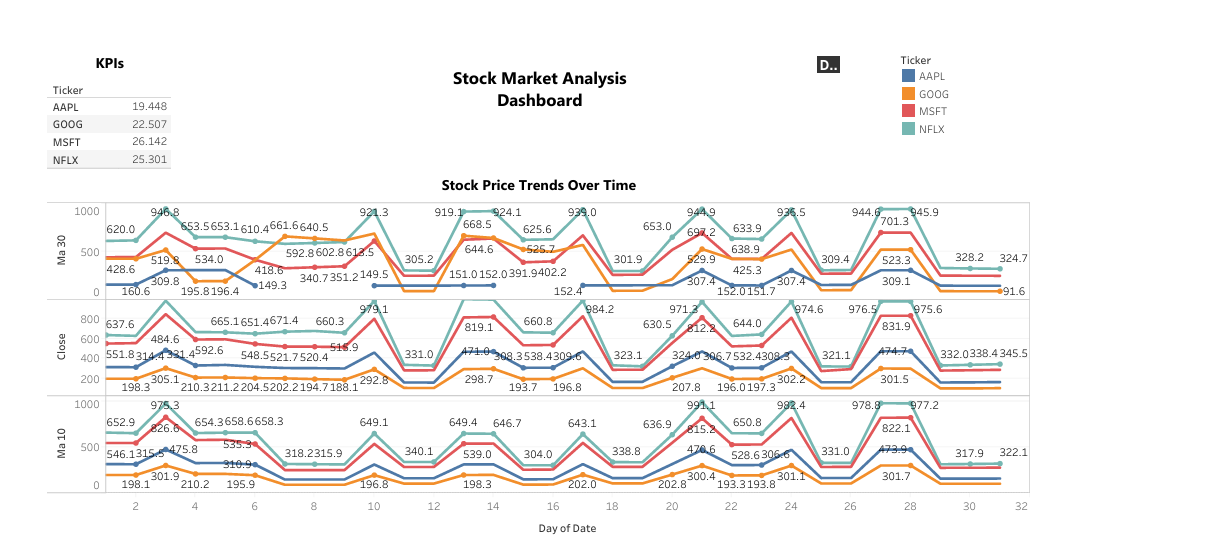 KPIs
Ticker
AAPL 19.448
GOOG 22.507
MSFT 26.142
NFLX 25.301
Stock Market Analysis
Dashboard
D..
Ticker
AAPL
GOOG
MSFT
NFLX
Stock Price Trends Over Time
Ma 30
1000
500
0
620.0 946.8 653.5 653.1 610.4 661.6 640.5 921.3 919.1 924.1 939.0 653.0 944.9 633.9 936.5 944.6 945.9
668.5 625.6 697.2 701.3
428.6 519.8 534.0 418.6 592.8 602.8 613.5 305.2 644.6 525.7 301.9 529.9 638.9 309.4 523.3 328.2 324.7
309.8 340.7 351.2 149.5 151.0 152.0 391.9 402.2 307.4 425.3 307.4 309.1
160.6 195.8 196.4 149.3 152.4 152.0 151.7 91.6
Close
800
600
400
200
637.6 665.1 651.4 671.4 660.3 979.1 660.8 984.2 630.5 971.3 644.0 974.6 976.5 975.6
484.6 819.1 812.2 831.9
551.8 314.4 331.4 592.6 548.5 521.7 520.4 515.9 331.0 471.0 308.3 538.4 309.6 323.1 324.0 306.7 532.4 308.3 321.1 474.7 332.0 338.4 345.5
198.3 305.1 210.3 211.2 204.5 202.2 194.7 188.1 292.8 298.7 193.7 196.8 207.8 196.0 197.3 302.2 301.5
Ma 10
1000
500
0
652.9 975.3 654.3 658.6 658.3 649.1 649.4 646.7 643.1 636.9 991.1 650.8 982.4 978.8 977.2
826.6 815.2 822.1
546.1 315.5 475.8 535.3 318.2 315.9 340.1 539.0 304.0 338.8 470.6 528.6 306.6 331.0 473.9 317.9 322.1
310.9
198.1 301.9 210.2 195.9 196.8 198.3 202.0 202.8 300.4 193.3 193.8 301.1 301.7
2 4 6 8 10 12 14 16 18 20 22 24 26 28 30 32
Day of Date